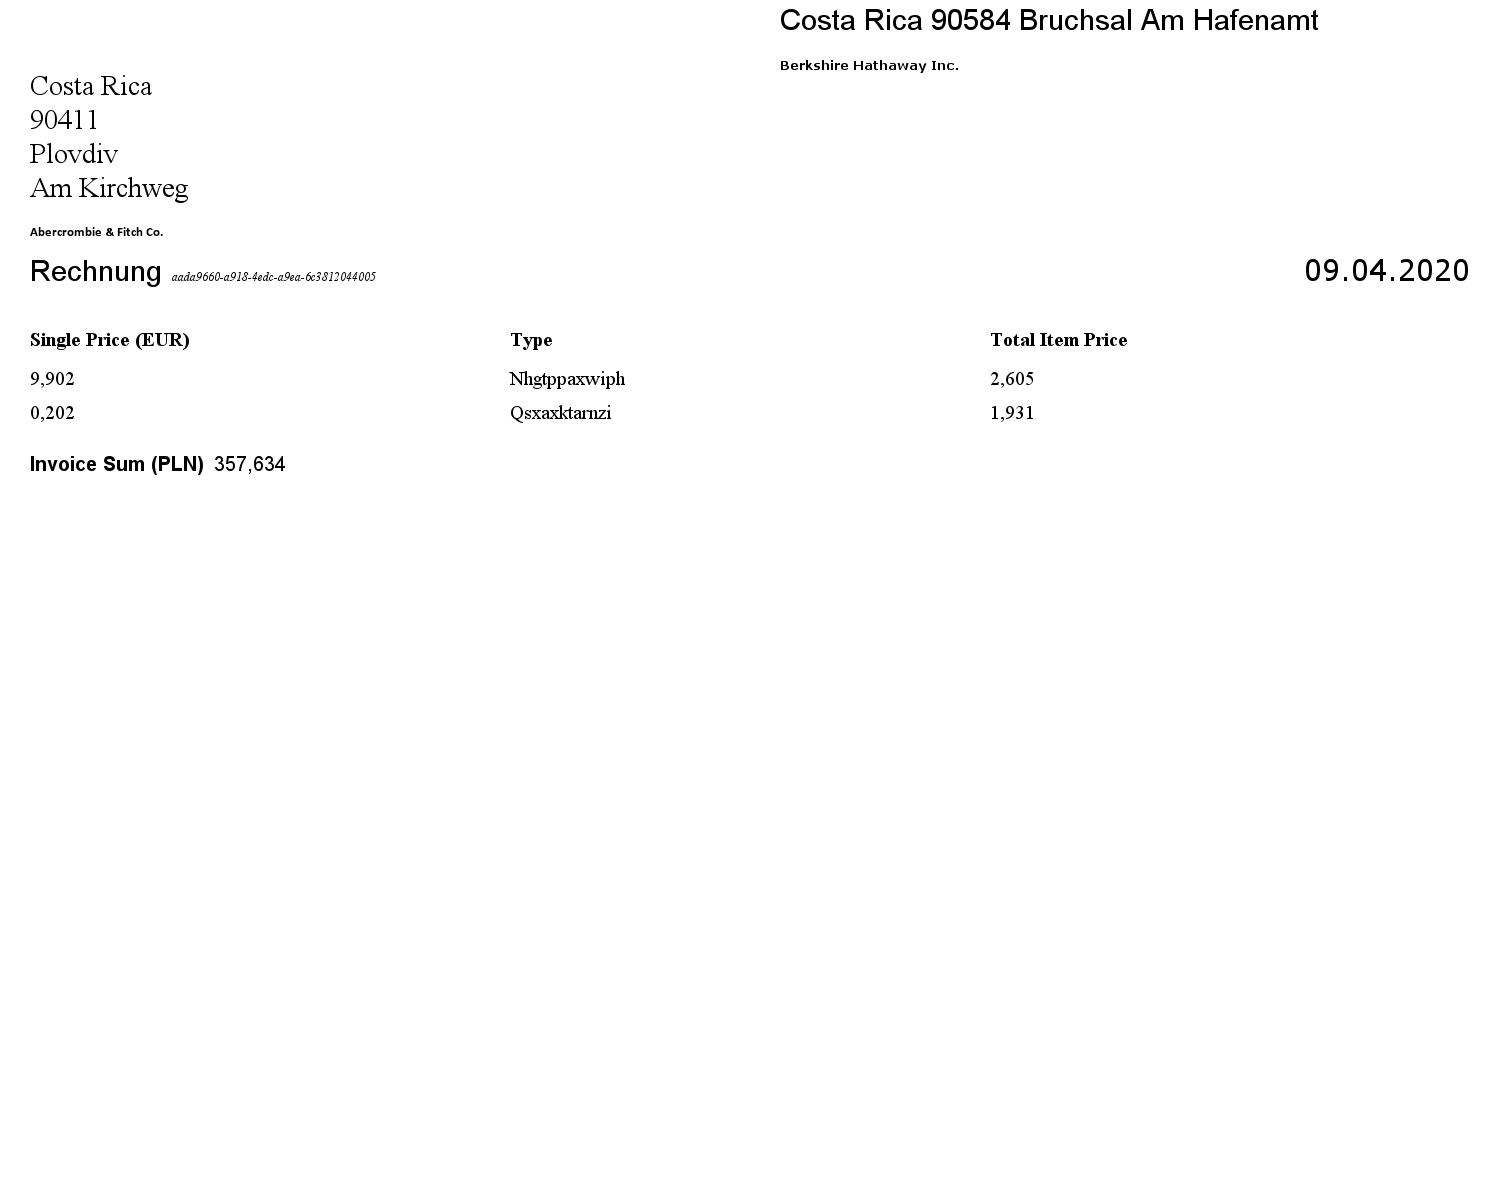 Costa Rica 90584 Bruchsal Am Hafenamt
Berkshire Hathaway Inc.
Costa Rica
90411
Plovdiv
Am Kirchweg
Abercrombie & Fitch Co.
Rechnung aada9660-a918-4edc-a9ea-6c3812044005 09.04.2020
Single Price (EUR) Type Total Item Price
9,902 Nhgtppaxwiph 2,605
0,202 Qsxaxktarnzi 1,931
Invoice Sum (PLN) 357,634